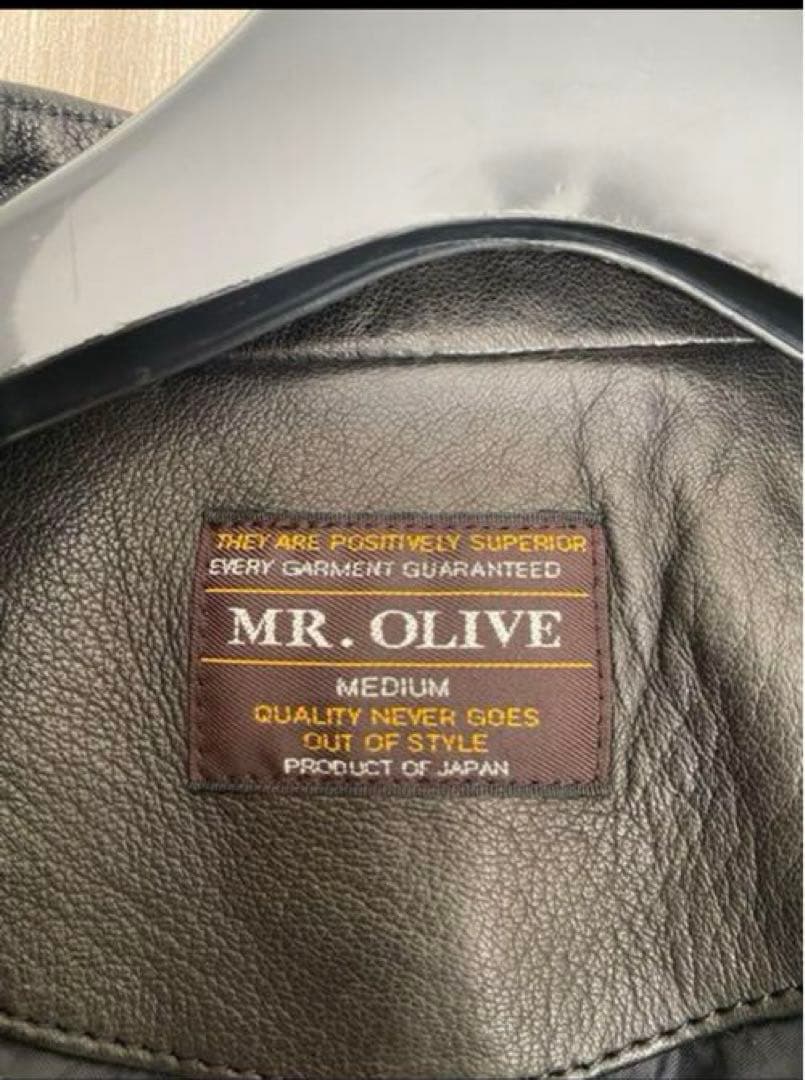 THEY ARE POSITIVELY SUPERIOR
EVERY GARMENT GUARANTEED
MR. OLIVE
MEDIUM
QUALITY NEVER GOES
OUT OF STYLE
PRODUCT OF JAPAN